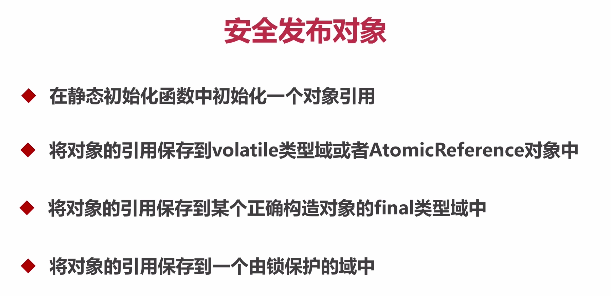 安全发布对象
在静态初始化函数中初始化一个对象引用
将对象的引用保存到volatile类型域或者AtomicReference对象中
将对象的引用保存到某个正确构造对象的final类型域中
将对象的引用保存到一个由锁保护的域中